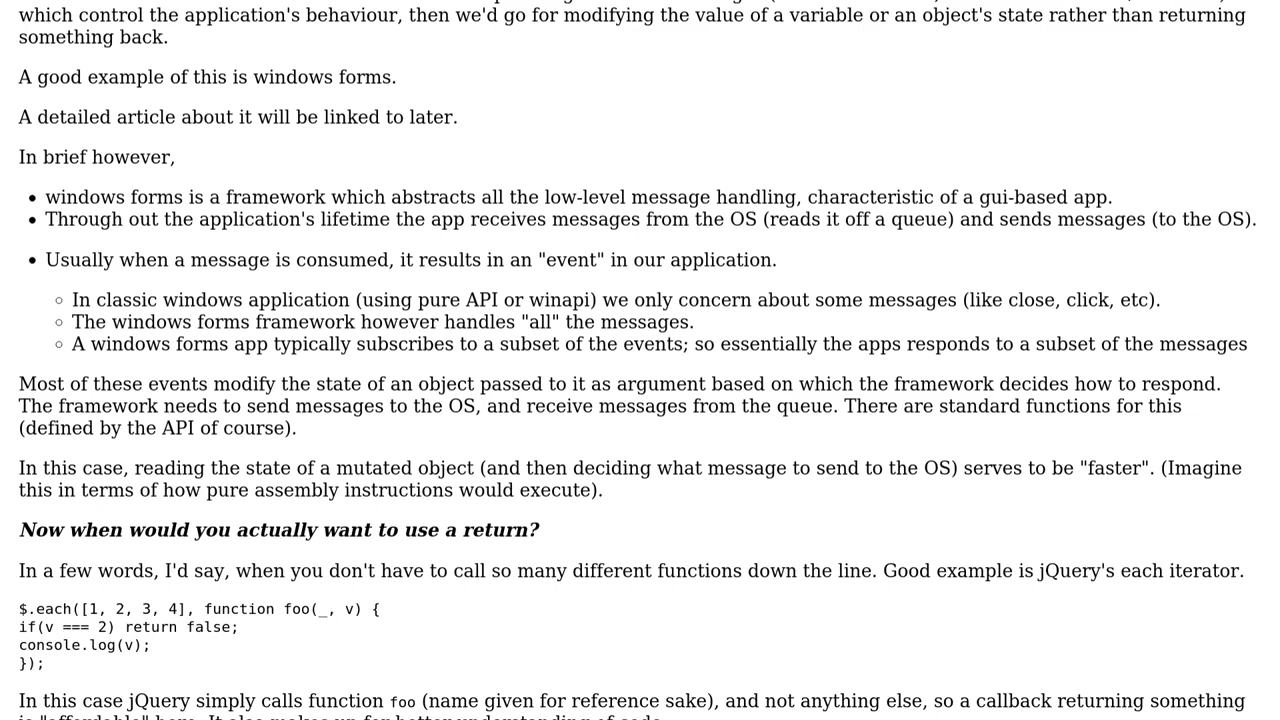 which control the application's behaviour, then we'd go for modifying the value of a variable or an object's state rather than returning
something back.
A good example of this is windows forms.
A detailed article about it will be linked to later.
In brief however,
• windows forms is a framework which abstracts all the low-level message handling, characteristic of a gui-based app.
• Through out the application's lifetime the app receives messages from the OS (reads it off a queue) and sends messages (to the OS).
• Usually when a message is consumed, it results in an "event" in our application.
◦ In classic windows application (using pure API or winapi) we only concern about some messages (like close, click, etc).
◦ The windows forms framework however handles "all" the messages.
◦ A windows forms app typically subscribes to a subset of the events; so essentially the apps responds to a subset of the messages
Most of these events modify the state of an object passed to it as argument based on which the framework decides how to respond.
The framework needs to send messages to the OS, and receive messages from the queue. There are standard functions for this
(defined by the API of course).
In this case, reading the state of a mutated object (and then deciding what message to send to the OS) serves to be "faster". (Imagine
this in terms of how pure assembly instructions would execute).
Now when would you actually want to use a return?
In a few words, I'd say, when you don't have to call so many different functions down the line. Good example is jQuery's each iterator.
$.each([1, 2, 3, 4], function foo(_, v) {
if(v === 2) return false;
console.log(v);
});
In this case jQuery simply calls function foo (name given for reference sake), and not anything else, so a callback returning something